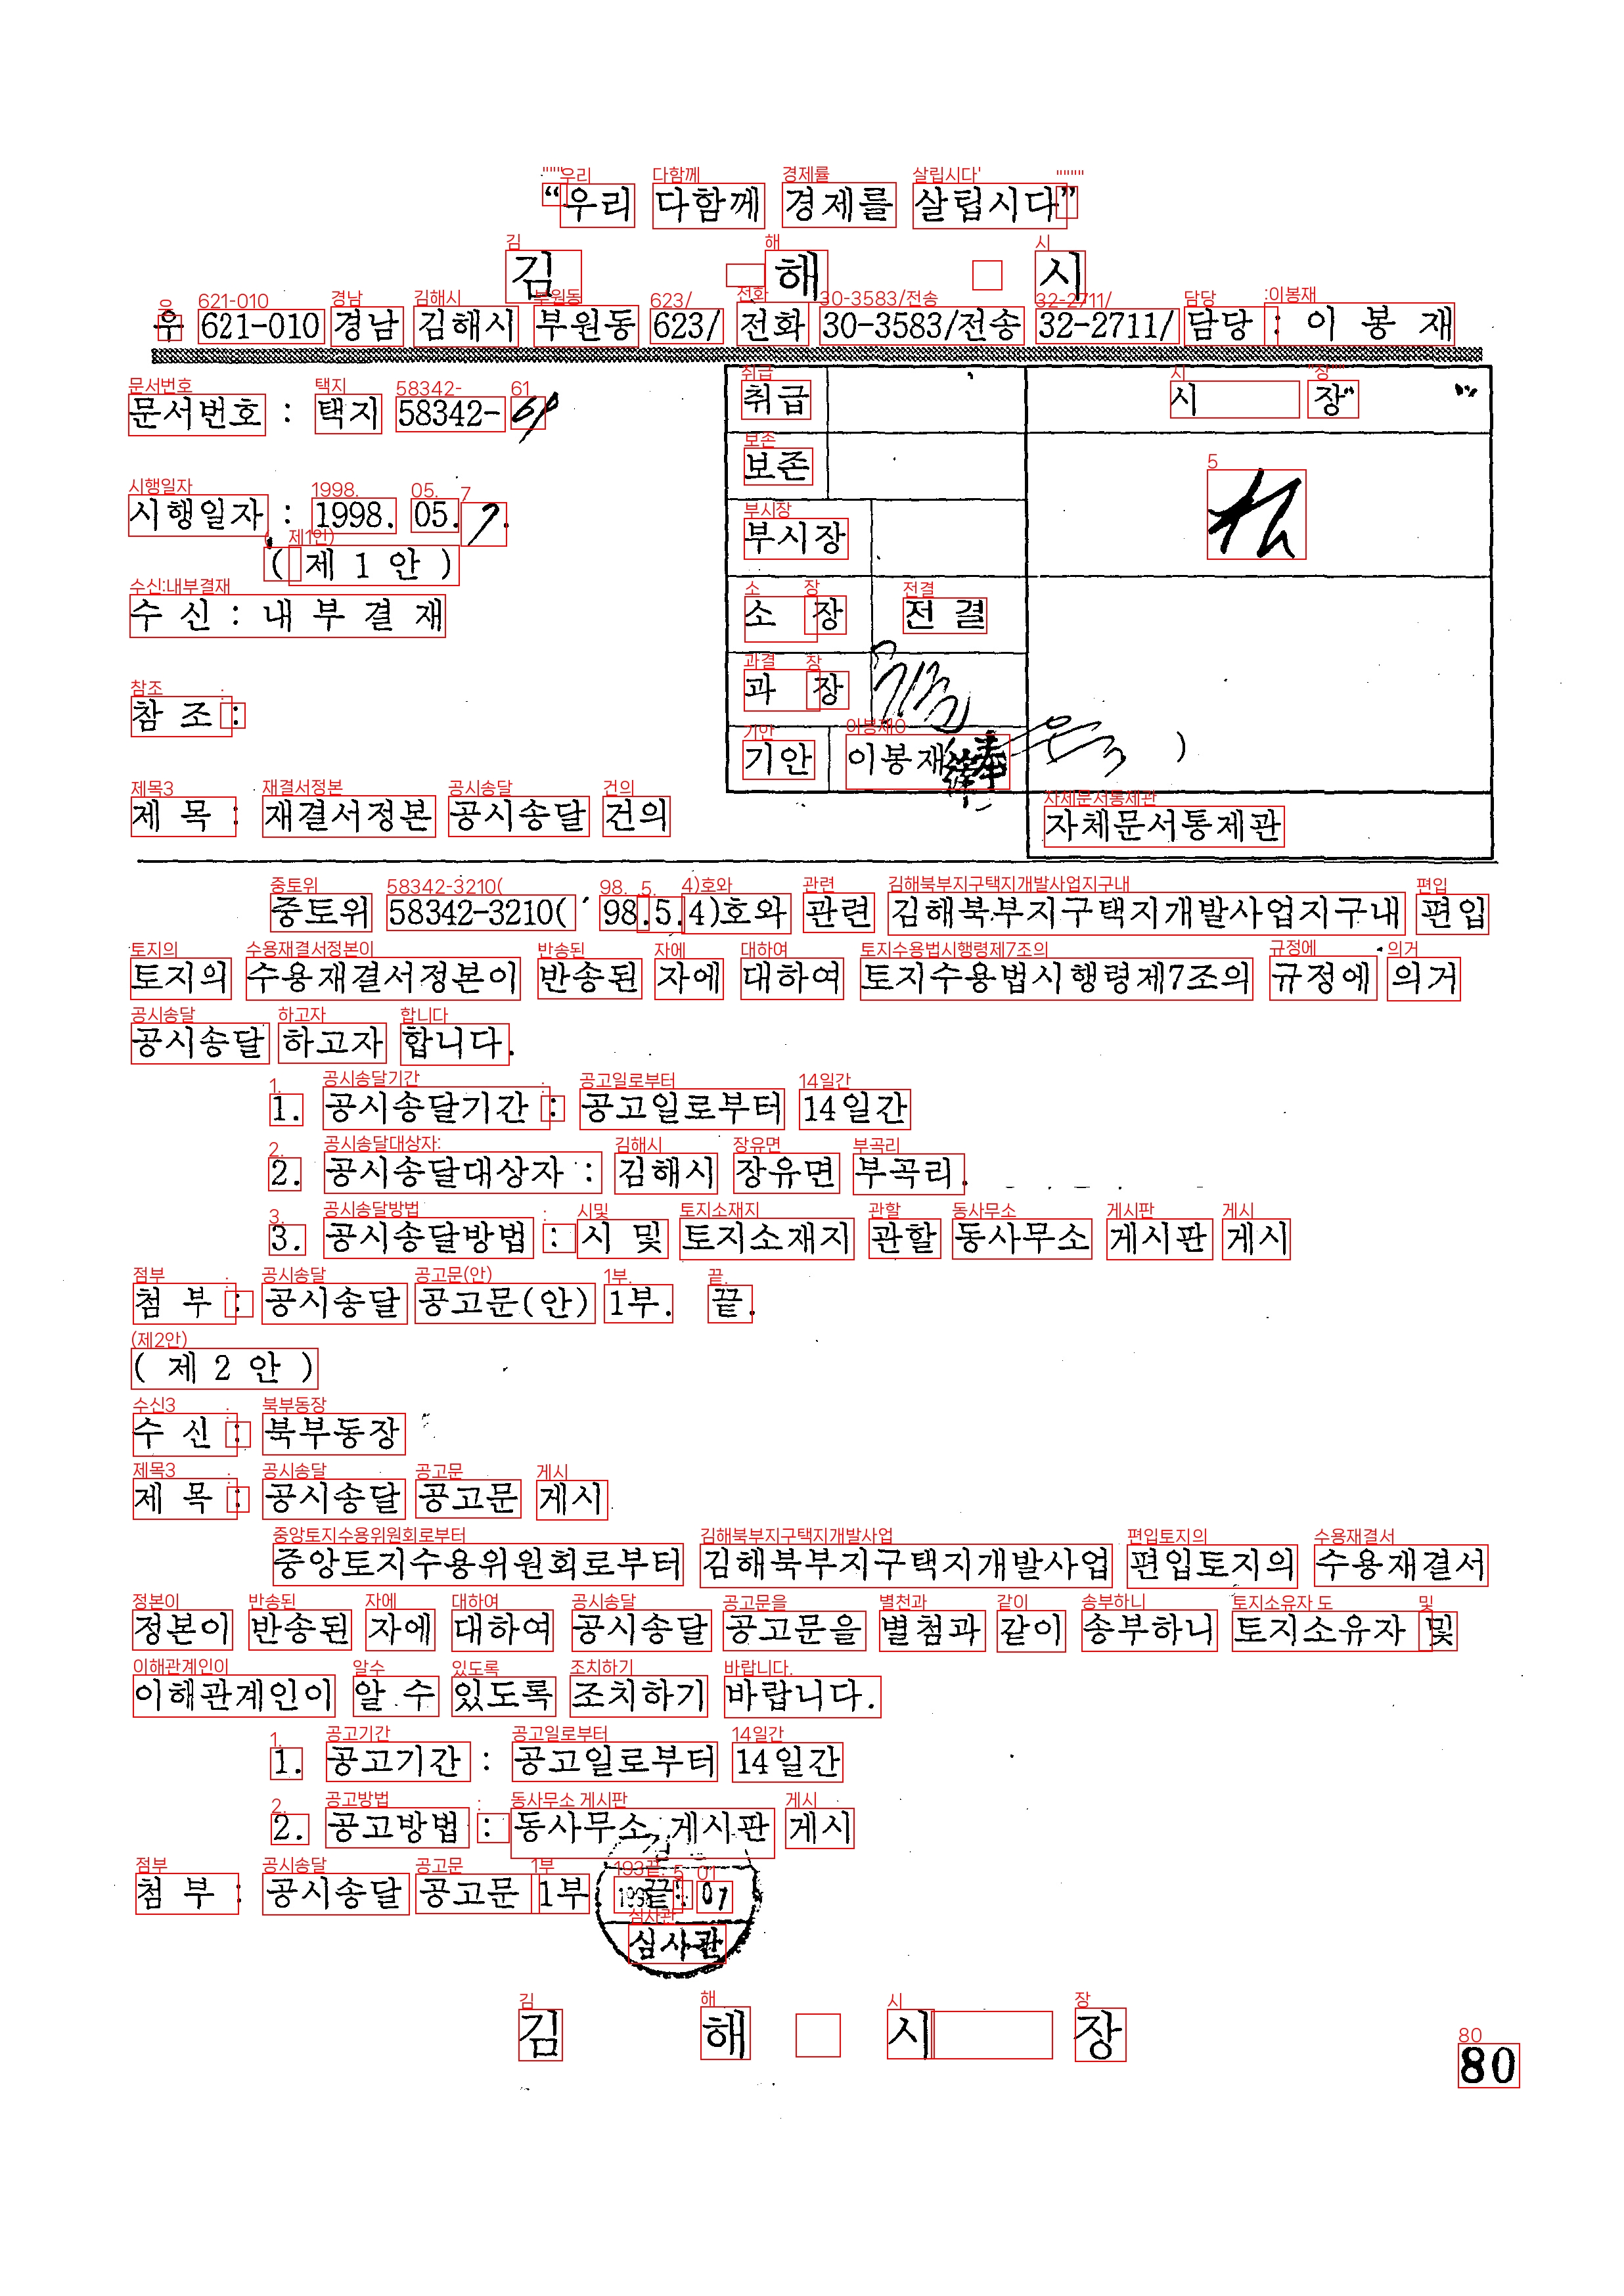 “우리 다함께 경제를 살립시다”
김 해 시
우 621-010 경남 김해시 부원동 623/ 전화 30-3583/전송 32-2711/ 담당 : 이 봉 재
문서번호 : 택지 58342-
시행일자 : 1998. 05. 7.
( 제 1 안 )
수 신 : 내 부 결 재
참 조 :
제 목 : 재결서정본 공시송달 건의
취급
보존
부시장
소 장 전 결
과 장
기안 이봉재
시 장
자체문서통제관
중토위 58342-3210( ´98.5.4)호와 관련 김해북부지구택지개발사업지구내 편입
토지의 수용재결서정본이 반송된 자에 대하여 토지수용법시행령제7조의 규정에 의거
공시송달 하고자 합니다.
1. 공시송달기간 : 공고일로부터 14일간
2. 공시송달대상자 : 김해시 장유면 부곡리.
3. 공시송달방법 : 시 및 토지소재지 관할 동사무소 게시판 게시
첨 부 : 공시송달 공고문(안) 1부. 끝.
( 제 2 안 )
수 신 : 북부동장
제 목 : 공시송달 공고문 게시
중앙토지수용위원회로부터 김해북부지구택지개발사업 편입토지의 수용재결서
정본이 반송된 자에 대하여 공시송달 공고문을 별첨과 같이 송부하니 토지소유자 및
이해관계인이 알 수 있도록 조치하기 바랍니다.
1. 공고기간 : 공고일로부터 14일간
2. 공고방법 : 동사무소 게시판 게시
첨 부 : 공시송달 공고문 1부 끝.
심사관
김 해 시 장
80